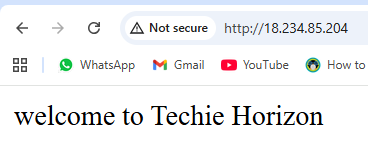 Not secure http://18.234.85.204
WhatsApp Gmail YouTube How to
welcome to Techie Horizon